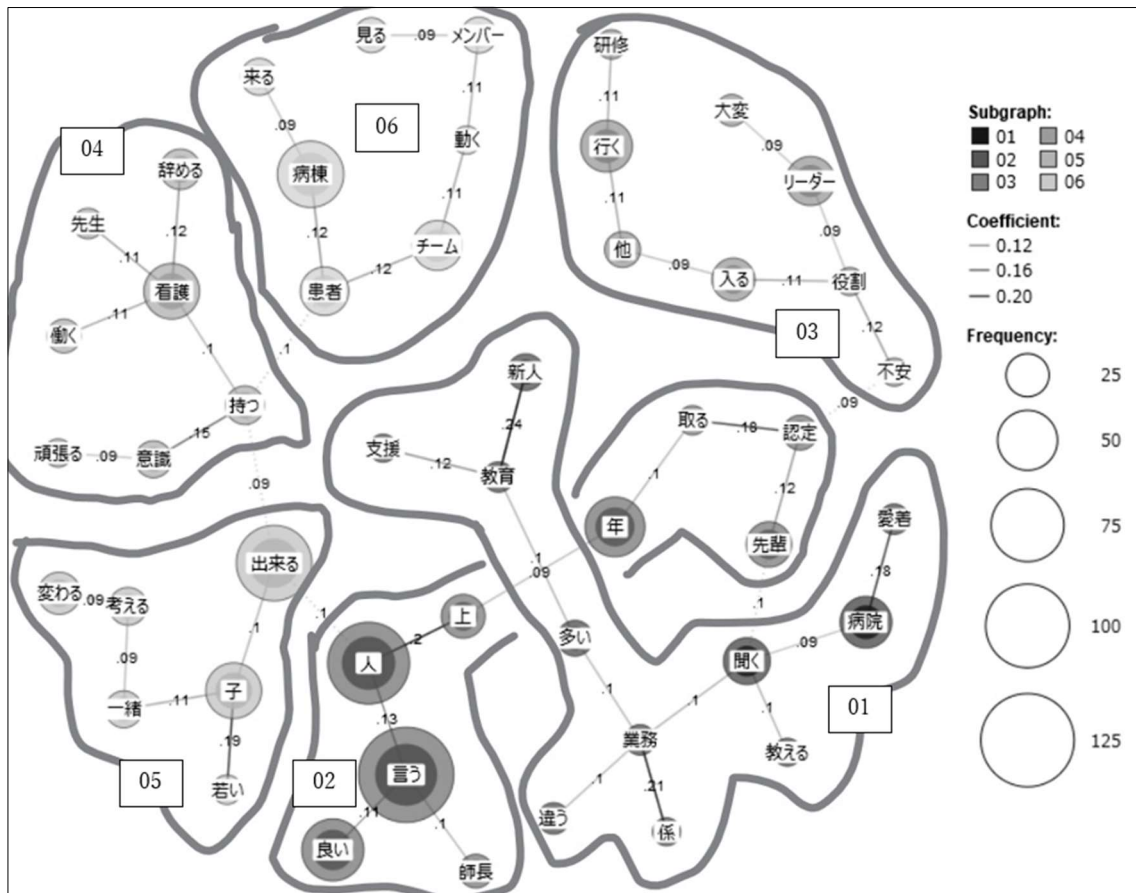 見る .09 メンバー
来る .09
.11
06
動く
病棟
.11
.12
チーム
.12
患者
.1
04
辞める
先生
.12
.11
看護
.11
働く
.1
持つ
.15
頑張る .09 意識
.09
研修
.11
大変
行く
.09
リーダー
.11
.09
他
.09
入る
.11
役割
03
.12
不安
.09
新人
.24
支援
.12
教育
.1
取る
.18
認定
.1
.12
年
先輩
.09
.1
愛着
.18
病院
.09
聞く
多い
.1
.1
.1
業務
教える
01
.1
.21
違う
係
出来る
変わる .09 考える
.1
.1
.09
子
一緒 .11
.19
05
若い
上
.2
人
.13
02
言う
.11
.1
良い
師長
Subgraph:
01 04
02 05
03 06
Coefficient:
0.12
0.16
0.20
Frequency:
25
50
75
100
125